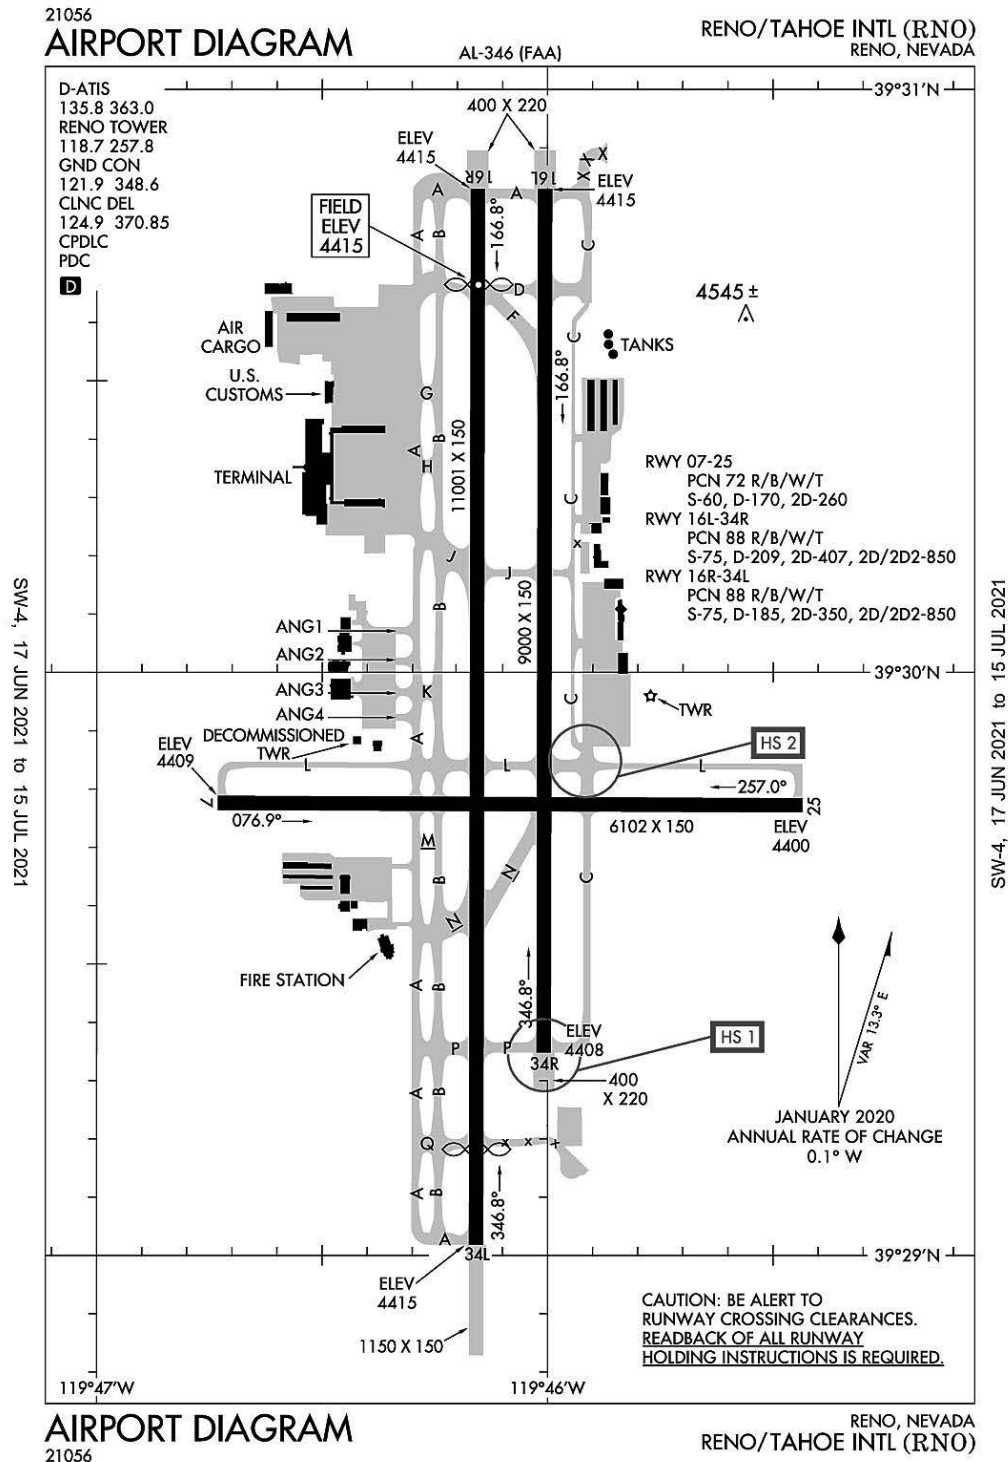 21056
AIRPORT DIAGRAM
AL-346 (FAA)
RENO/TAHOE INTL (RNO)
RENO, NEVADA
D-ATIS
135.8 363.0
RENO TOWER
118.7 257.8
GND CON
121.9 348.6
CLNC DEL
124.9 370.85
CPDLC
PDC
D
39°31'N
400 X 220
ELEV
4415
16R
16L
ELEV
4415
X
X
X
A
A
FIELD
ELEV
4415
A
B
166.8°
C
D
F
4545 ±
AIR
CARGO
C
TANKS
U.S.
CUSTOMS
166.8°
G
A
B
H
TERMINAL
11001 X 150
C
RWY 07-25
PCN 72 R/B/W/T
S-60, D-170, 2D-260
RWY 16L-34R
PCN 88 R/B/W/T
S-75, D-209, 2D-407, 2D/2D2-850
RWY 16R-34L
PCN 88 R/B/W/T
S-75, D-185, 2D-350, 2D/2D2-850
x
J
J
B
9000 X 150
ANG1
ANG2
ANG3
ANG4
K
C
39°30'N
TWR
DECOMMISSIONED
TWR
A
HS 2
ELEV
4409
L
L
L
257.0°
7
25
076.9°
6102 X 150
ELEV
4400
M
B
N
N
C
FIRE STATION
A
B
346.8°
VAR 13.3° E
P
P
ELEV
4408
34R
HS 1
400
X 220
A
B
JANUARY 2020
ANNUAL RATE OF CHANGE
0.1° W
Q
x
x
x
A
B
346.8°
A
34L
39°29'N
ELEV
4415
1150 X 150
CAUTION: BE ALERT TO
RUNWAY CROSSING CLEARANCES.
READBACK OF ALL RUNWAY
HOLDING INSTRUCTIONS IS REQUIRED.
119°47'W
119°46'W
SW-4, 17 JUN 2021 to 15 JUL 2021
SW-4, 17 JUN 2021 to 15 JUL 2021
AIRPORT DIAGRAM
21056
RENO, NEVADA
RENO/TAHOE INTL (RNO)